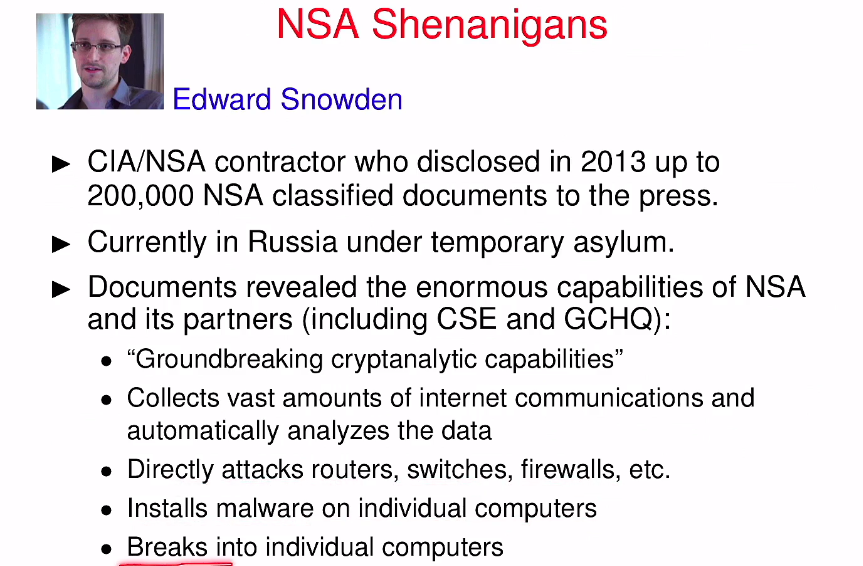 NSA Shenanigans
Edward Snowden
► CIA/NSA contractor who disclosed in 2013 up to
200,000 NSA classified documents to the press.
► Currently in Russia under temporary asylum.
► Documents revealed the enormous capabilities of NSA
and its partners (including CSE and GCHQ):
• “Groundbreaking cryptanalytic capabilities”
• Collects vast amounts of internet communications and
automatically analyzes the data
• Directly attacks routers, switches, firewalls, etc.
• Installs malware on individual computers
• Breaks into individual computers